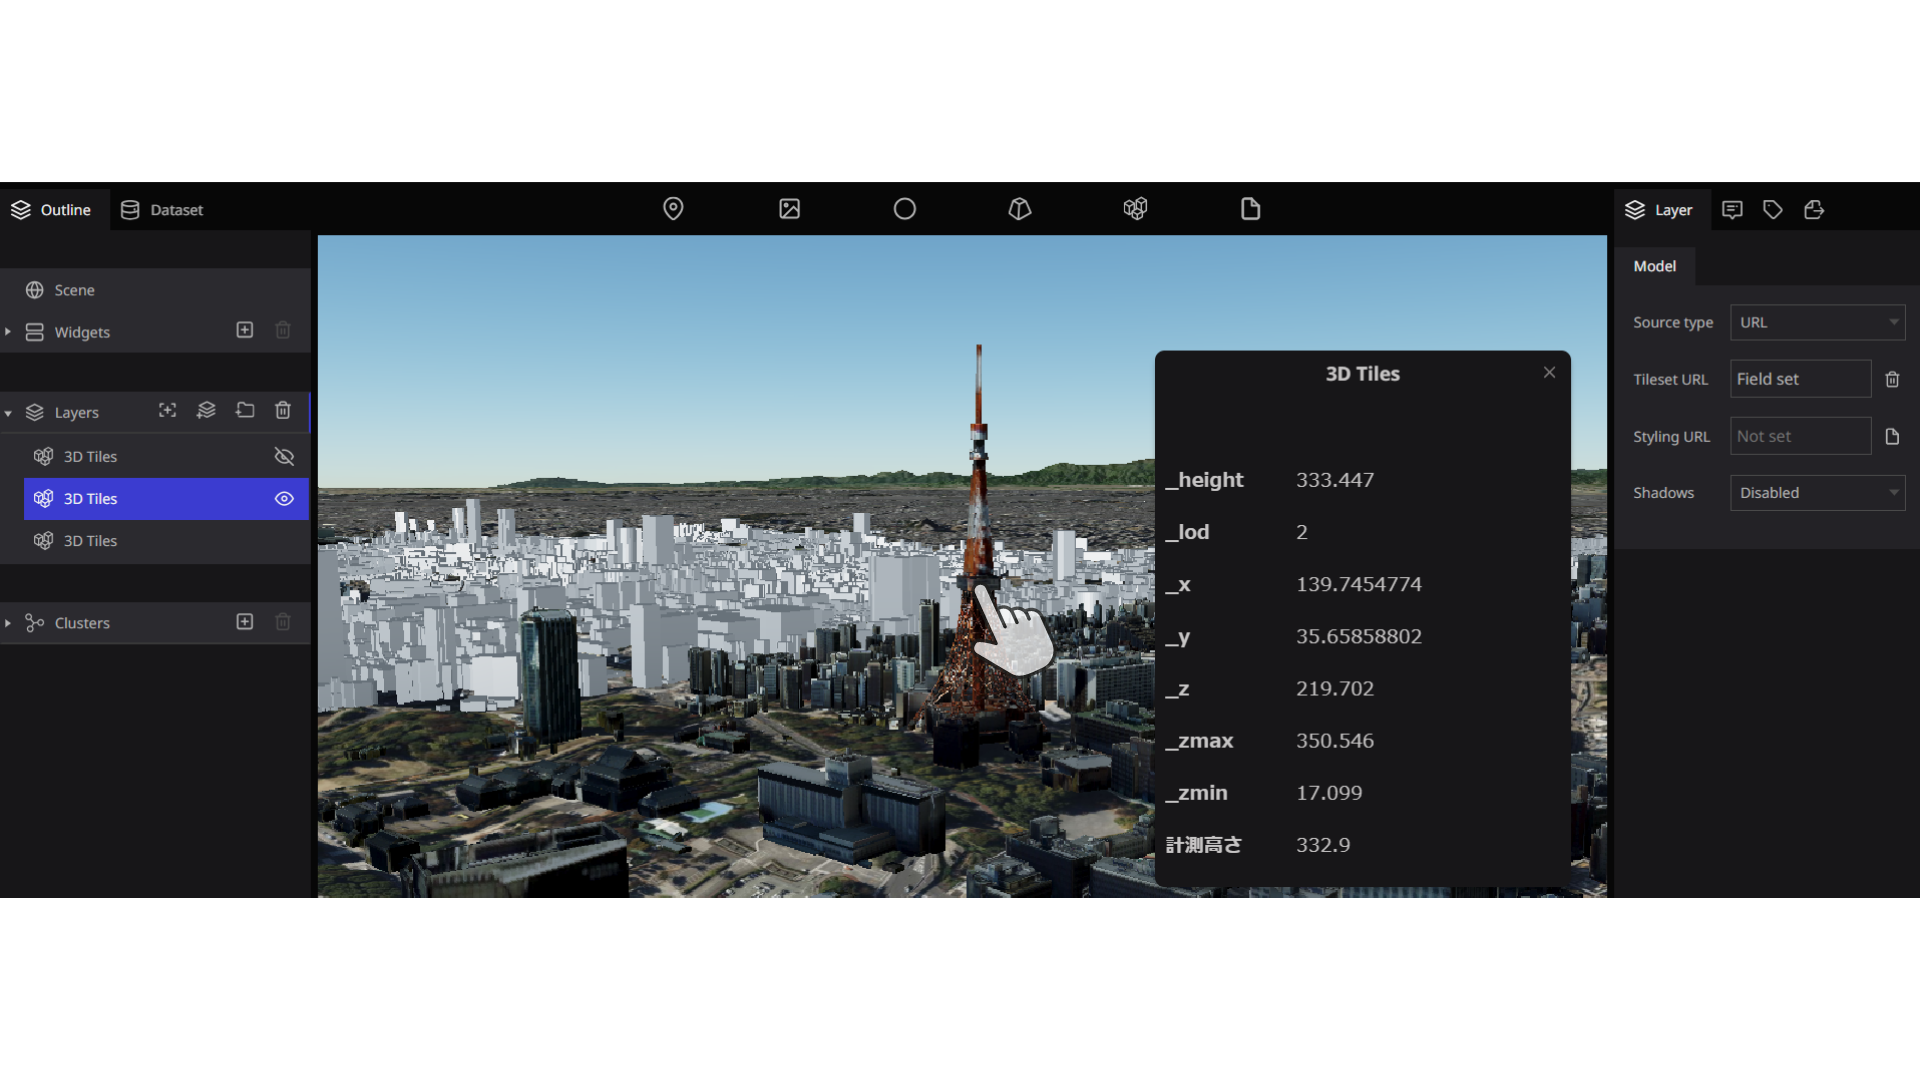 Outline
Dataset
Layer
Scene
Widgets
Layers
3D Tiles
3D Tiles
3D Tiles
Clusters
3D Tiles
_height 333.447
_lod 2
_x 139.7454774
_y 35.65858802
_z 219.702
_zmax 350.546
_zmin 17.099
計測高さ 332.9
Model
Source type URL
Tileset URL Field set
Styling URL Not set
Shadows Disabled